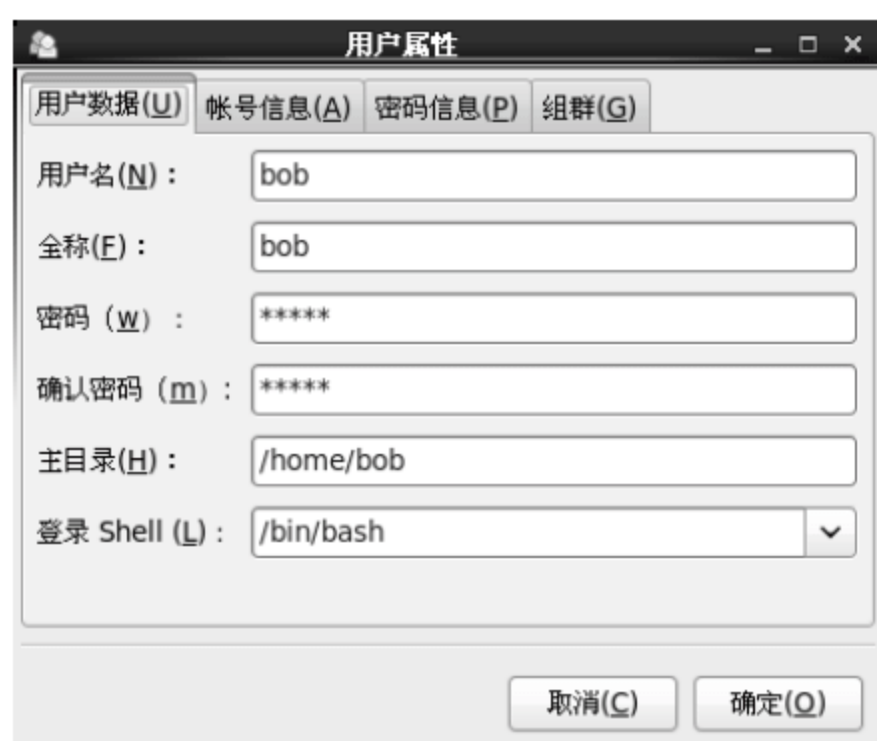 用户属性
用户数据(U) 帐号信息(A) 密码信息(P) 组群(G)
用户名(N)： bob
全称(F)： bob
密码（w）： *****
确认密码（m）： *****
主目录(H)： /home/bob
登录 Shell (L)： /bin/bash
取消(C) 确定(O)